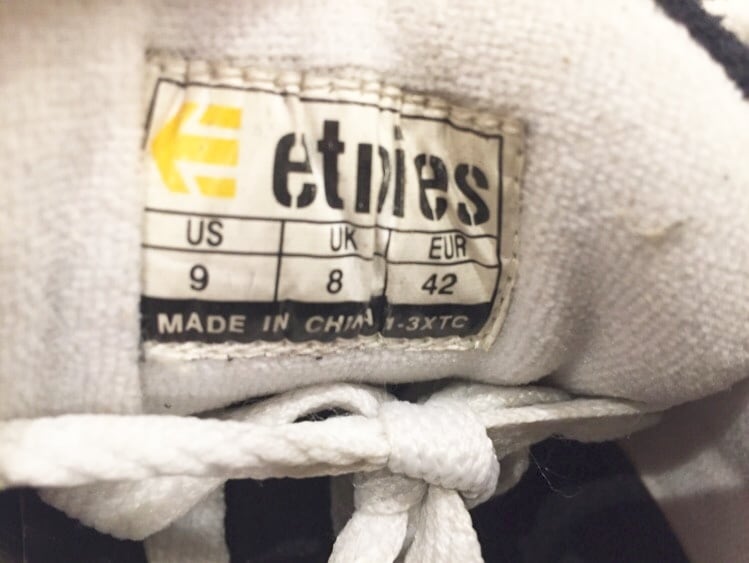 etnies
US UK EUR
9 8 42
MADE IN CHINA 1-3XTC